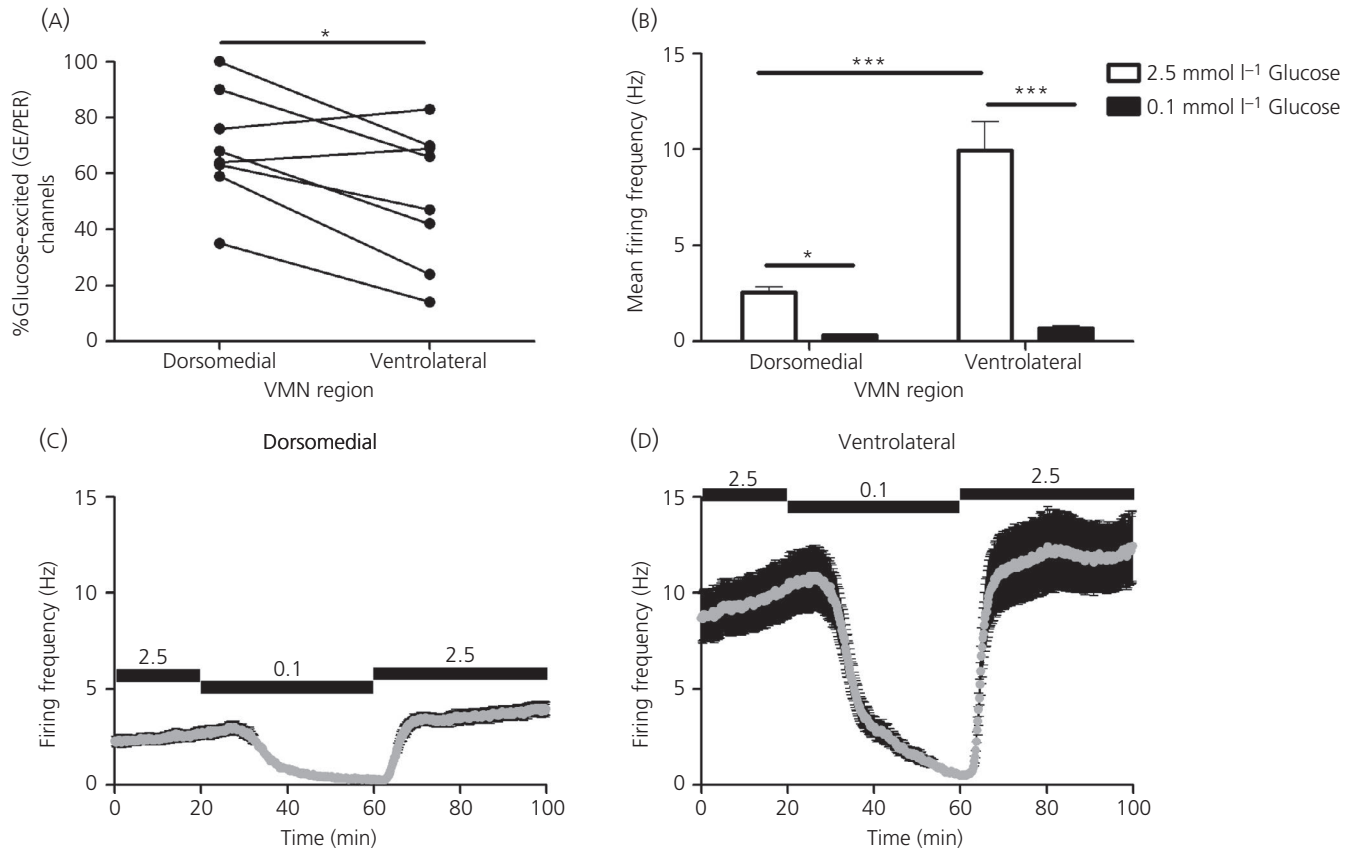 (A)
*
100
80
60
40
20
0
%Glucose-excited (GE/PER)
channels
Dorsomedial Ventrolateral
VMN region
(B)
15
10
5
0
Mean firing frequency (Hz)
***
***
*
2.5 mmol l⁻¹ Glucose
0.1 mmol l⁻¹ Glucose
Dorsomedial Ventrolateral
VMN region
(C)
Dorsomedial
15
10
5
0
Firing frequency (Hz)
2.5 0.1 2.5
0 20 40 60 80 100
Time (min)
(D)
Ventrolateral
15
10
5
0
Firing frequency (Hz)
2.5 0.1 2.5
0 20 40 60 80 100
Time (min)